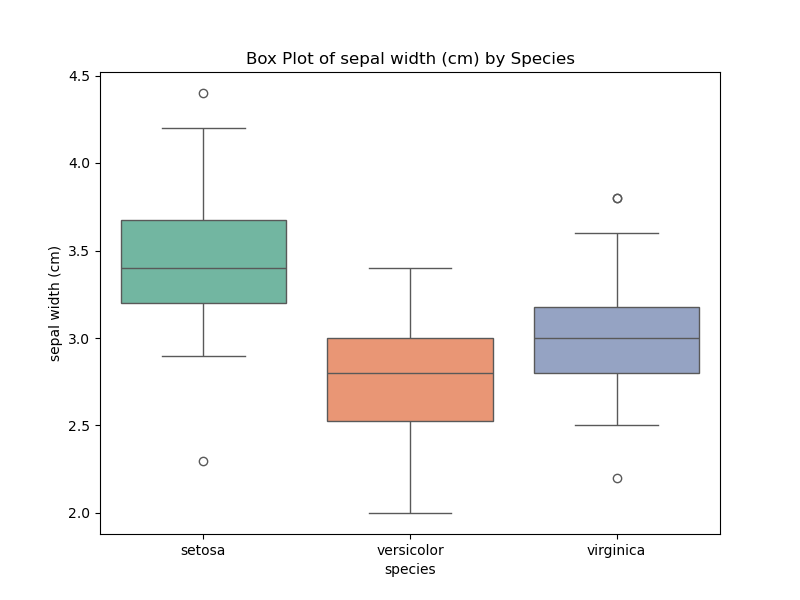 Box Plot of sepal width (cm) by Species
sepal width (cm)
4.5
4.0
3.5
3.0
2.5
2.0
setosa
versicolor
virginica
species